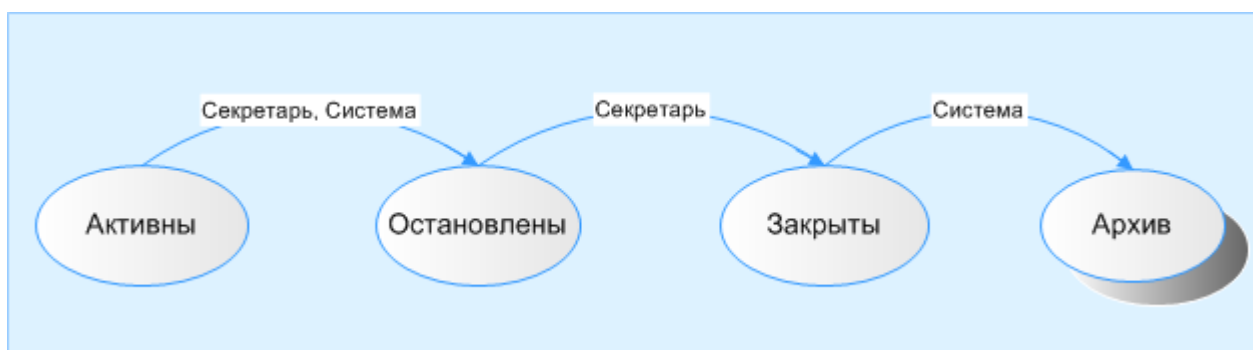 Секретарь, Система
Секретарь
Система
Активны
Остановлены
Закрыты
Архив